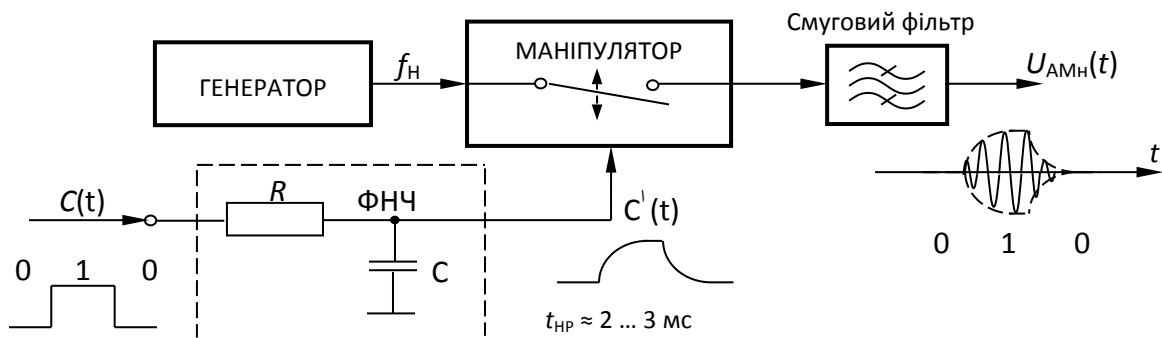 Смуговий фільтр
МАНІПУЛЯТОР
ГЕНЕРАТОР
fН
UАМн(t)
t
R
ФНЧ
C(t)
C^ı (t)
0 1 0
C
0 1 0
tНР ≈ 2 ... 3 мс